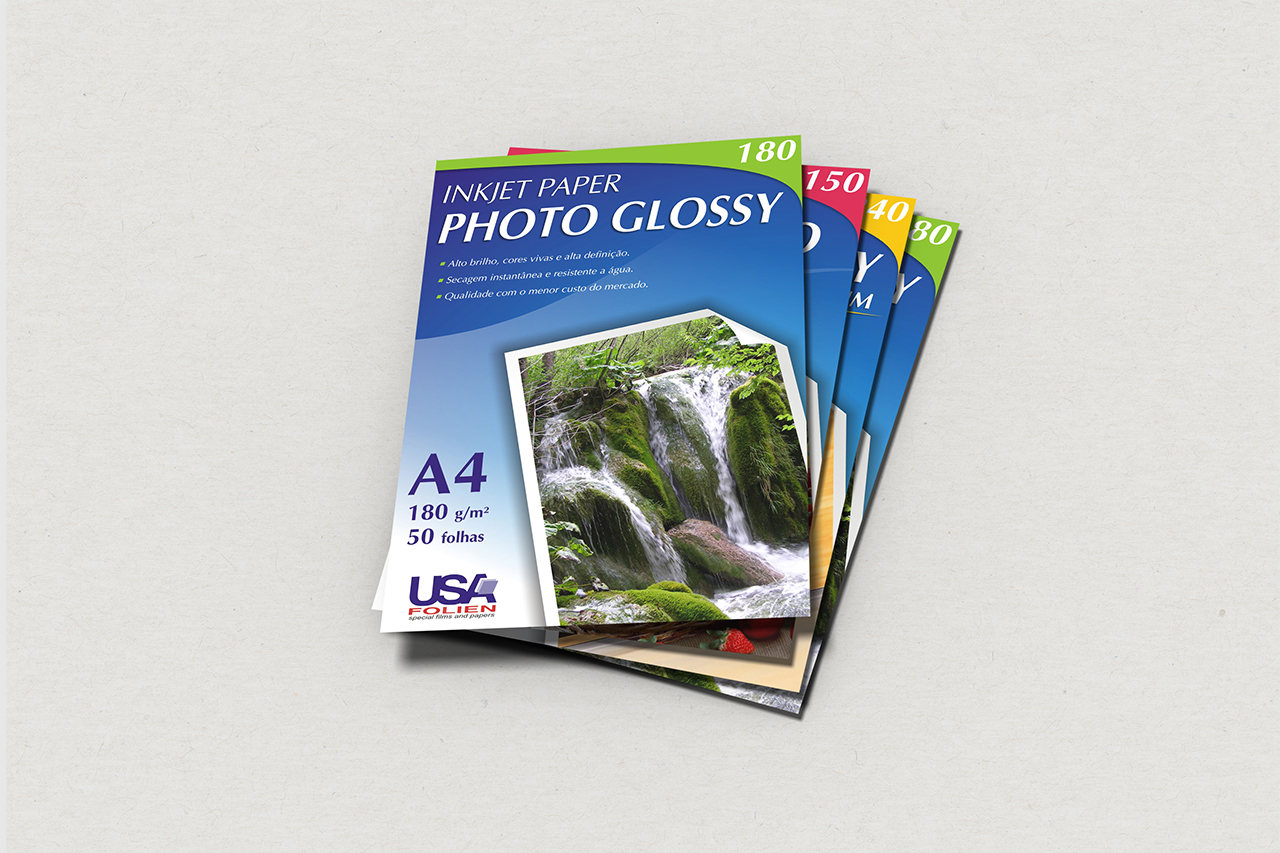 180
INKJET PAPER
PHOTO GLOSSY
Alto brilho, cores vivas e alta definição.
Secagem instantânea e resistente a água.
Qualidade com o menor custo do mercado.
A4
180 g/m²
50 folhas
USA
FOLIEN
special films and papers
150
O
40
Y
M
80
Y